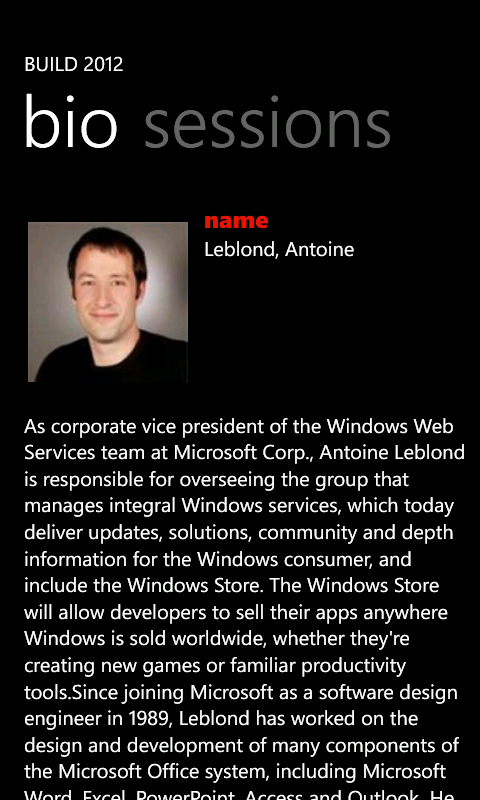 BUILD 2012
bio sessions
name
Leblond, Antoine
As corporate vice president of the Windows Web
Services team at Microsoft Corp., Antoine Leblond
is responsible for overseeing the group that
manages integral Windows services, which today
deliver updates, solutions, community and depth
information for the Windows consumer, and
include the Windows Store. The Windows Store
will allow developers to sell their apps anywhere
Windows is sold worldwide, whether they're
creating new games or familiar productivity
tools.Since joining Microsoft as a software design
engineer in 1989, Leblond has worked on the
design and development of many components of
the Microsoft Office system, including Microsoft
Word, Excel, PowerPoint, Access and Outlook. He